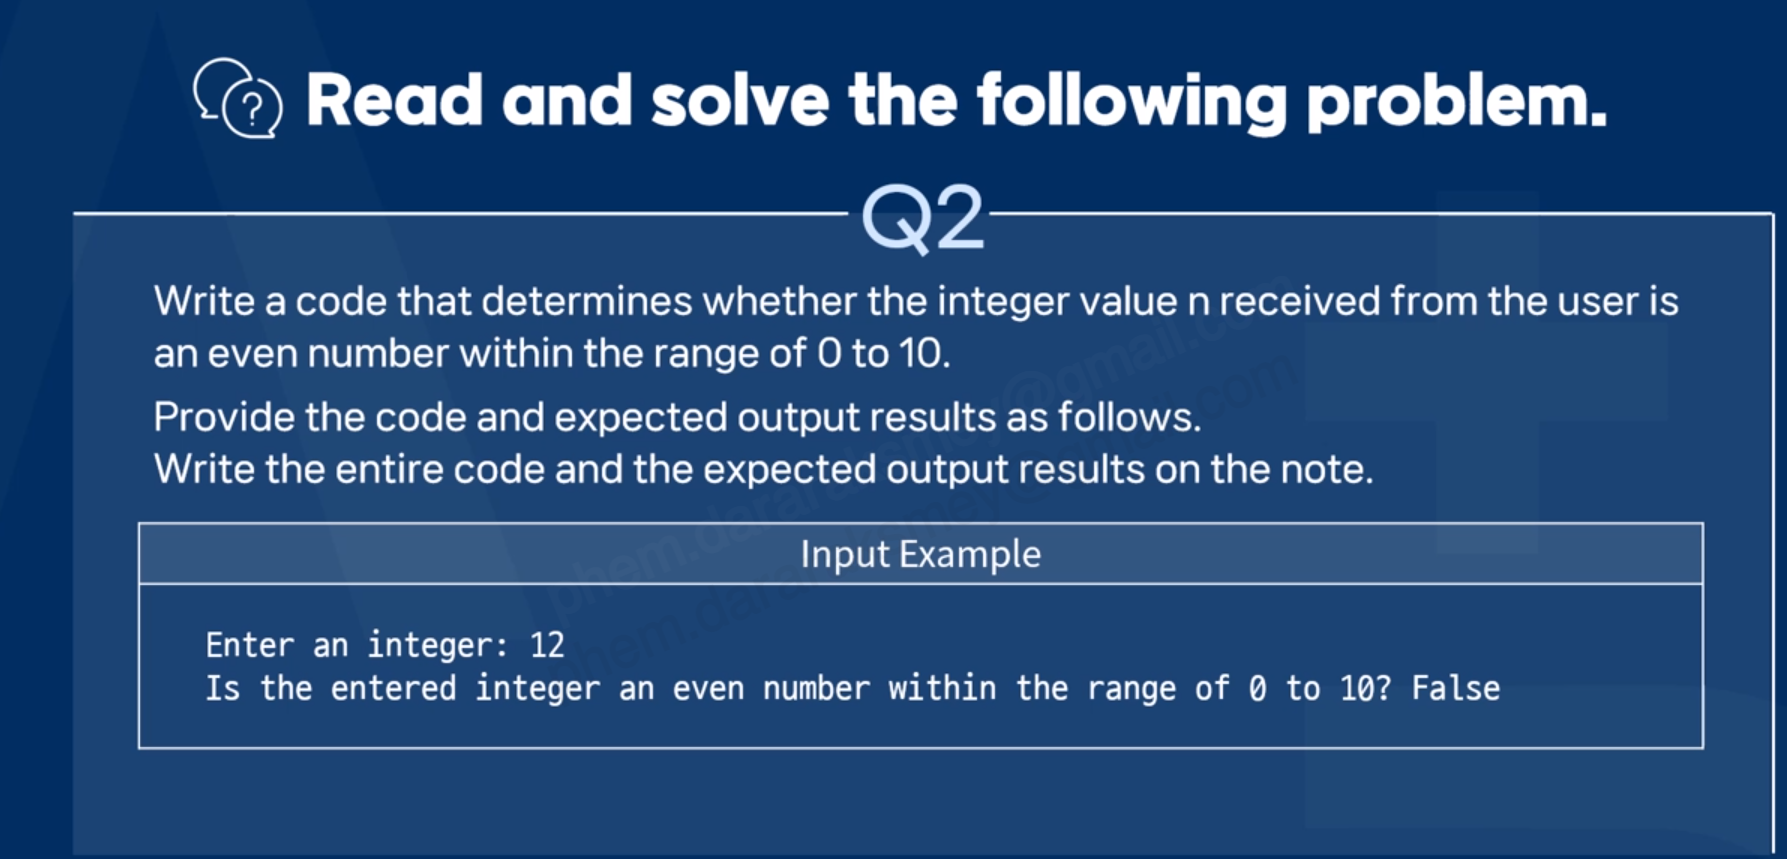 Read and solve the following problem.
Q2
Write a code that determines whether the integer value n received from the user is
an even number within the range of 0 to 10.
Provide the code and expected output results as follows.
Write the entire code and the expected output results on the note.
Input Example
Enter an integer: 12
Is the entered integer an even number within the range of 0 to 10? False